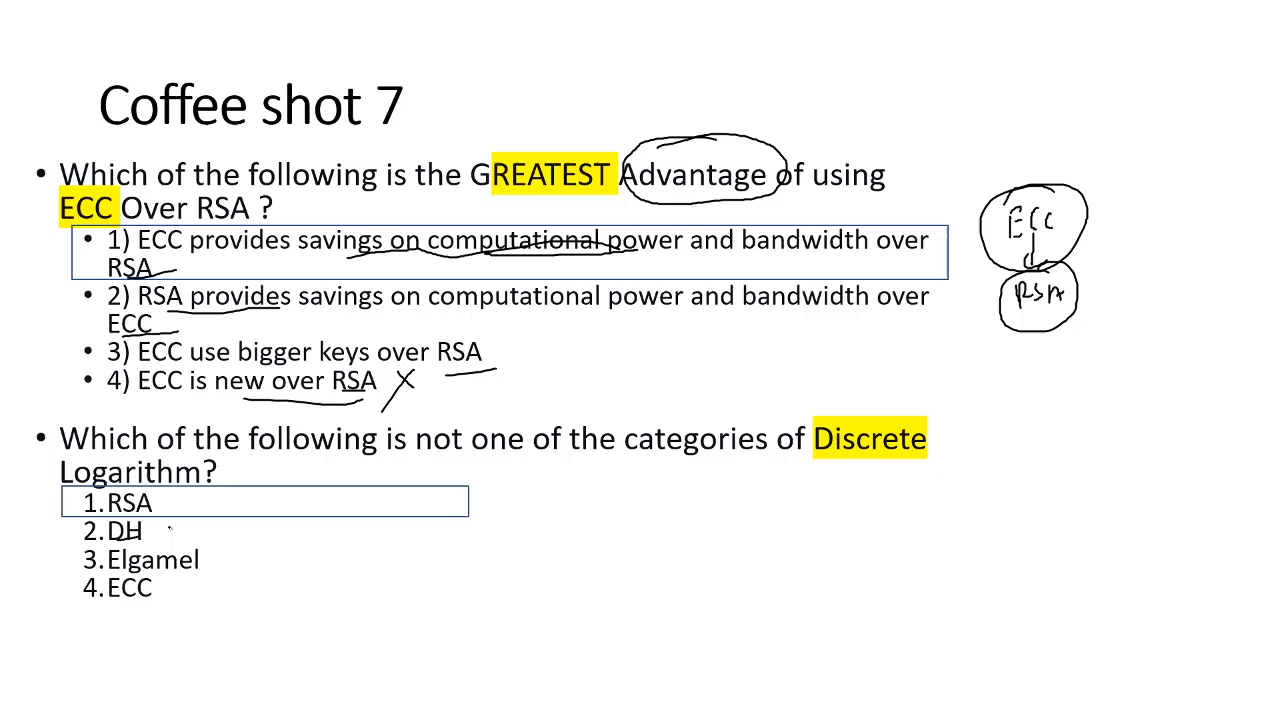 Coffee shot 7
• Which of the following is the GREATEST Advantage of using
ECC Over RSA ?
• 1) ECC provides savings on computational power and bandwidth over
RSA
• 2) RSA provides savings on computational power and bandwidth over
ECC
• 3) ECC use bigger keys over RSA
• 4) ECC is new over RSA
• Which of the following is not one of the categories of Discrete
Logarithm?
1. RSA
2. DH
3. Elgamel
4. ECC
ECC
RSA